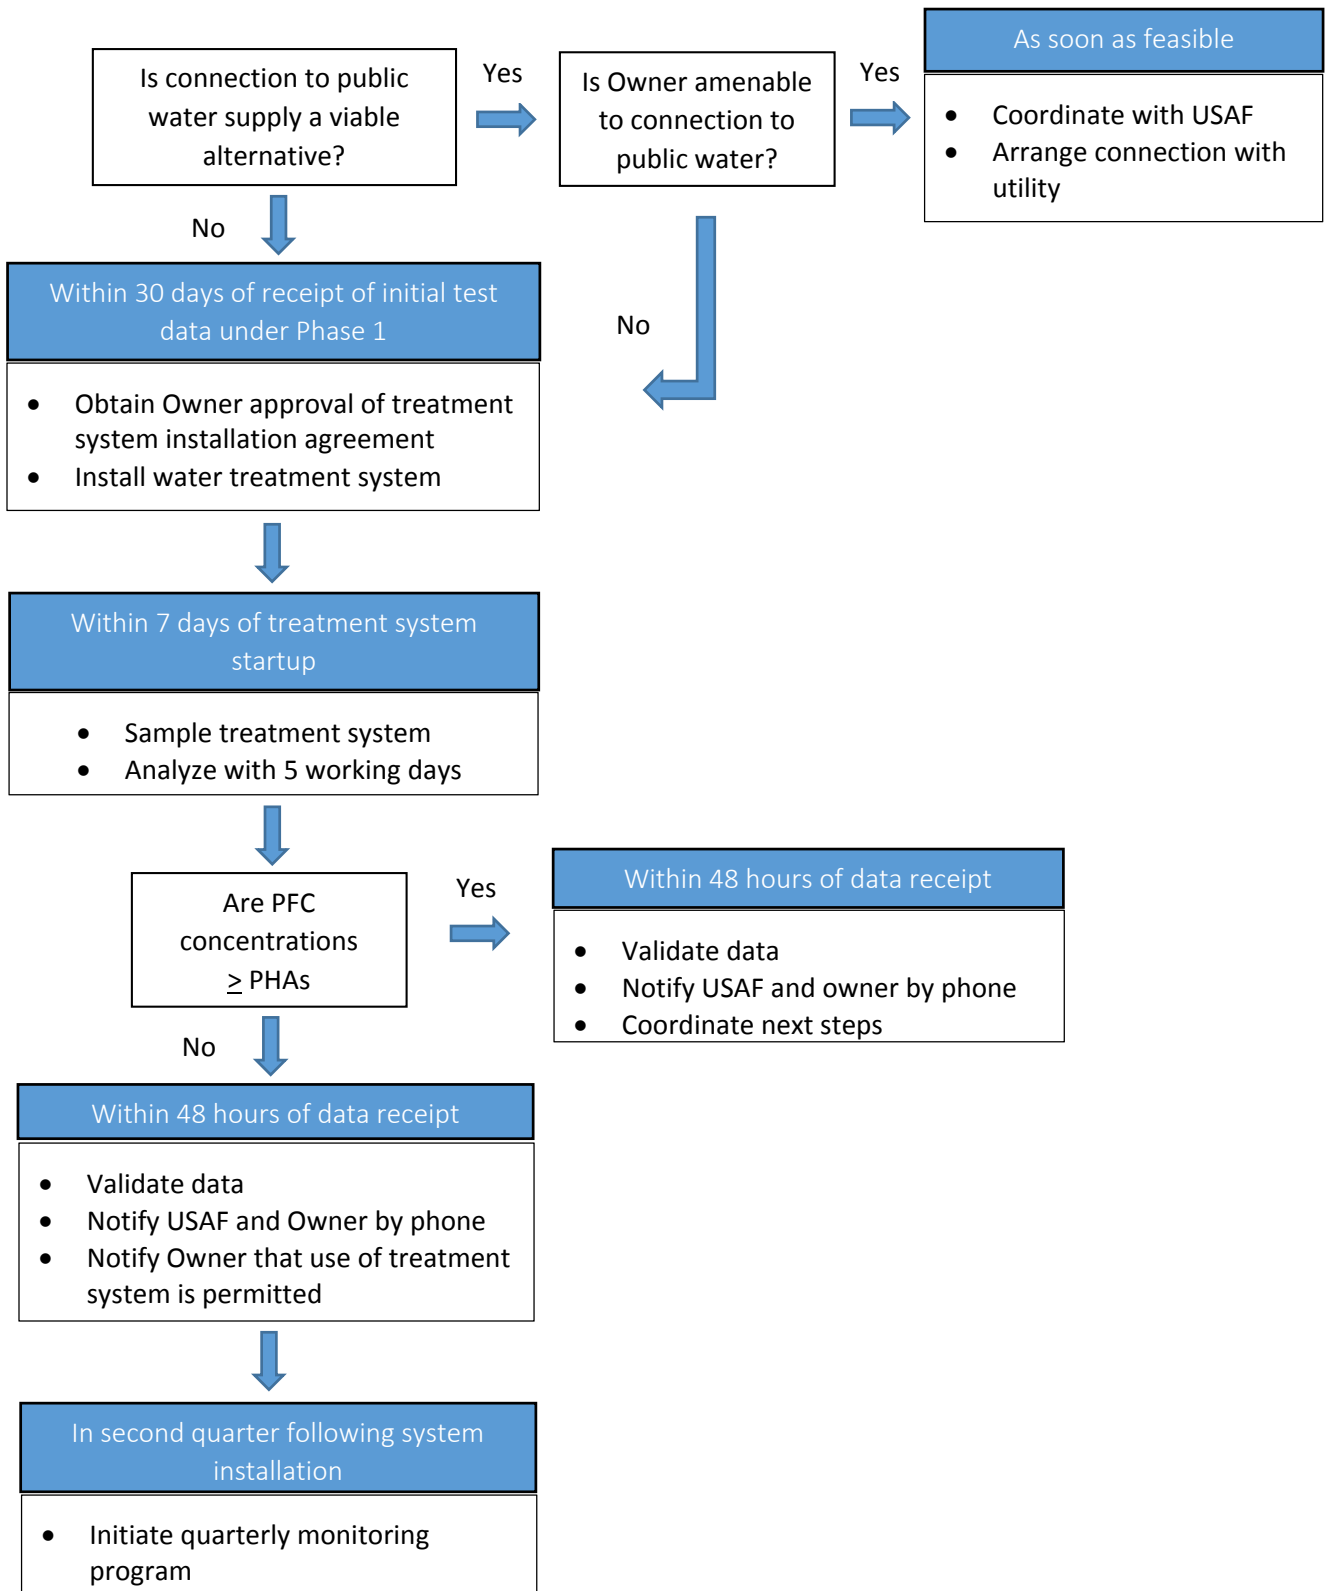 Is connection to public
water supply a viable
alternative?
Yes
Is Owner amenable
to connection to
public water?
Yes
As soon as feasible
• Coordinate with USAF
• Arrange connection with
utility
No
No
Within 30 days of receipt of initial test
data under Phase 1
• Obtain Owner approval of treatment
system installation agreement
• Install water treatment system
Within 7 days of treatment system
startup
• Sample treatment system
• Analyze with 5 working days
Are PFC
concentrations
≥ PHAs
Yes
Within 48 hours of data receipt
• Validate data
• Notify USAF and owner by phone
• Coordinate next steps
No
Within 48 hours of data receipt
• Validate data
• Notify USAF and Owner by phone
• Notify Owner that use of treatment
system is permitted
In second quarter following system
installation
• Initiate quarterly monitoring
program